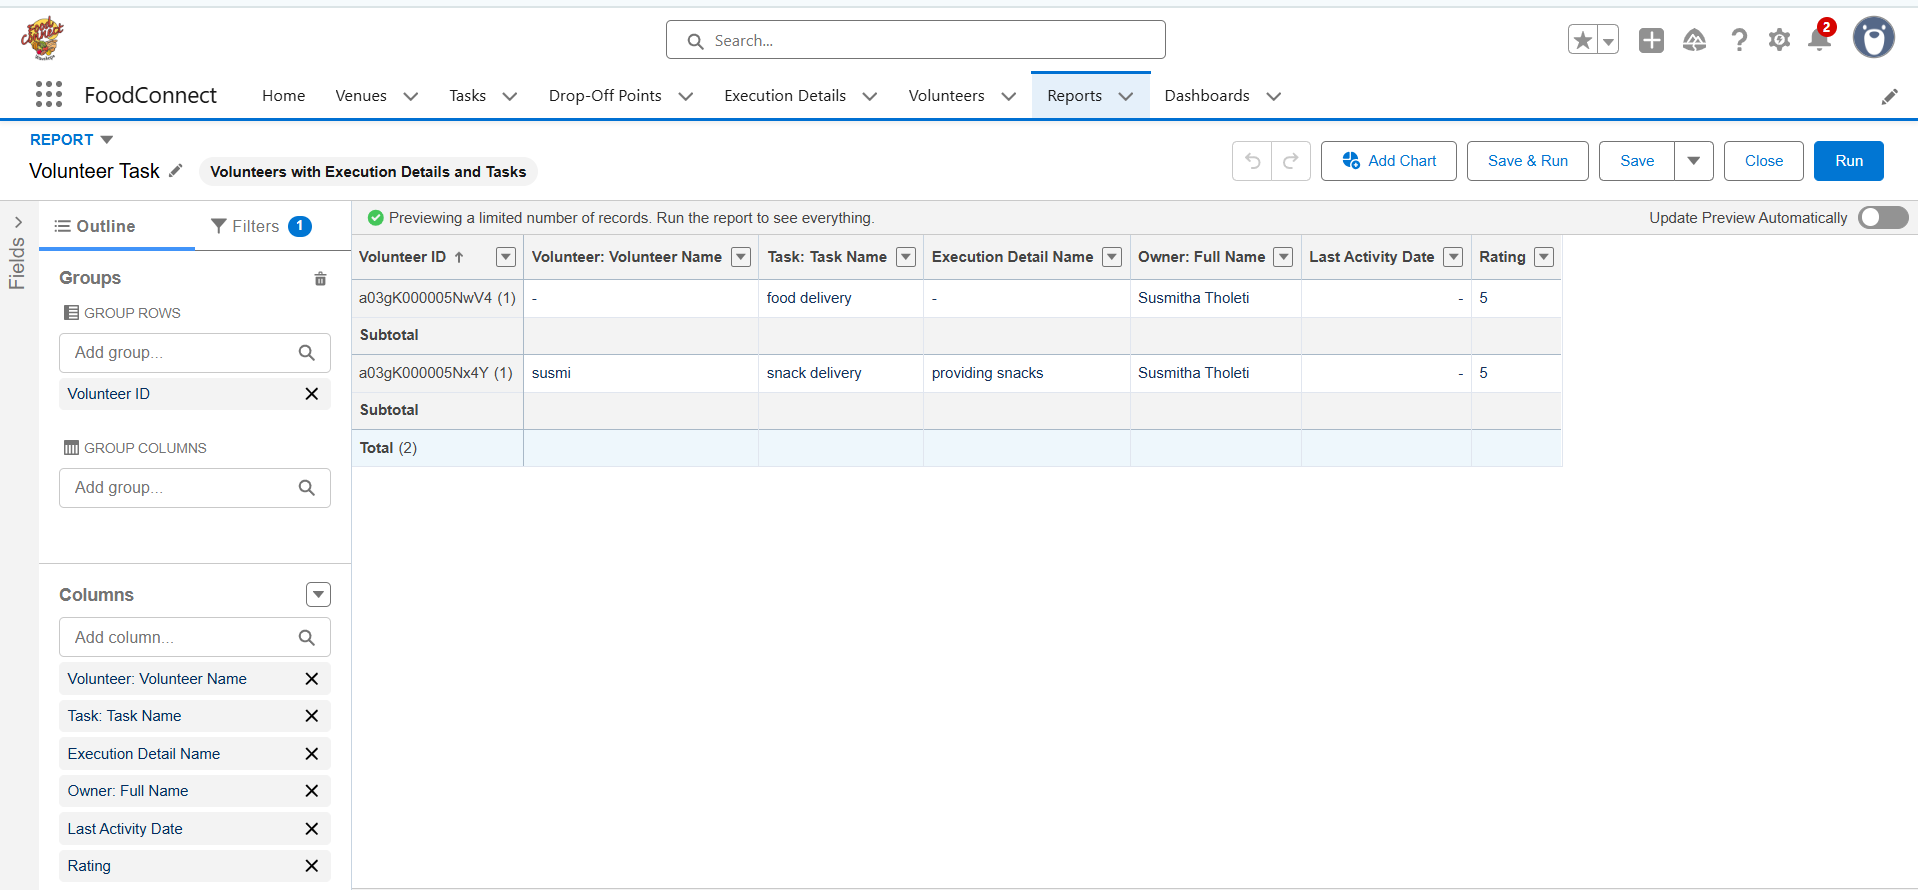 Food
Connect
Search...
2
FoodConnect
Home
Venues
Tasks
Drop-Off Points
Execution Details
Volunteers
Reports
Dashboards
REPORT
Volunteer Task
Volunteers with Execution Details and Tasks
Add Chart
Save & Run
Save
Close
Run
Fields
Outline
Filters 1
Previewing a limited number of records. Run the report to see everything.
Update Preview Automatically
Groups
GROUP ROWS
Add group...
Volunteer ID
GROUP COLUMNS
Add group...
Columns
Add column...
Volunteer: Volunteer Name
Task: Task Name
Execution Detail Name
Owner: Full Name
Last Activity Date
Rating
Volunteer ID Volunteer: Volunteer Name Task: Task Name Execution Detail Name Owner: Full Name Last Activity Date Rating
a03gK000005NwV4 (1) - food delivery - Susmitha Tholeti - 5
Subtotal
a03gK000005Nx4Y (1) susmi snack delivery providing snacks Susmitha Tholeti - 5
Subtotal
Total (2)